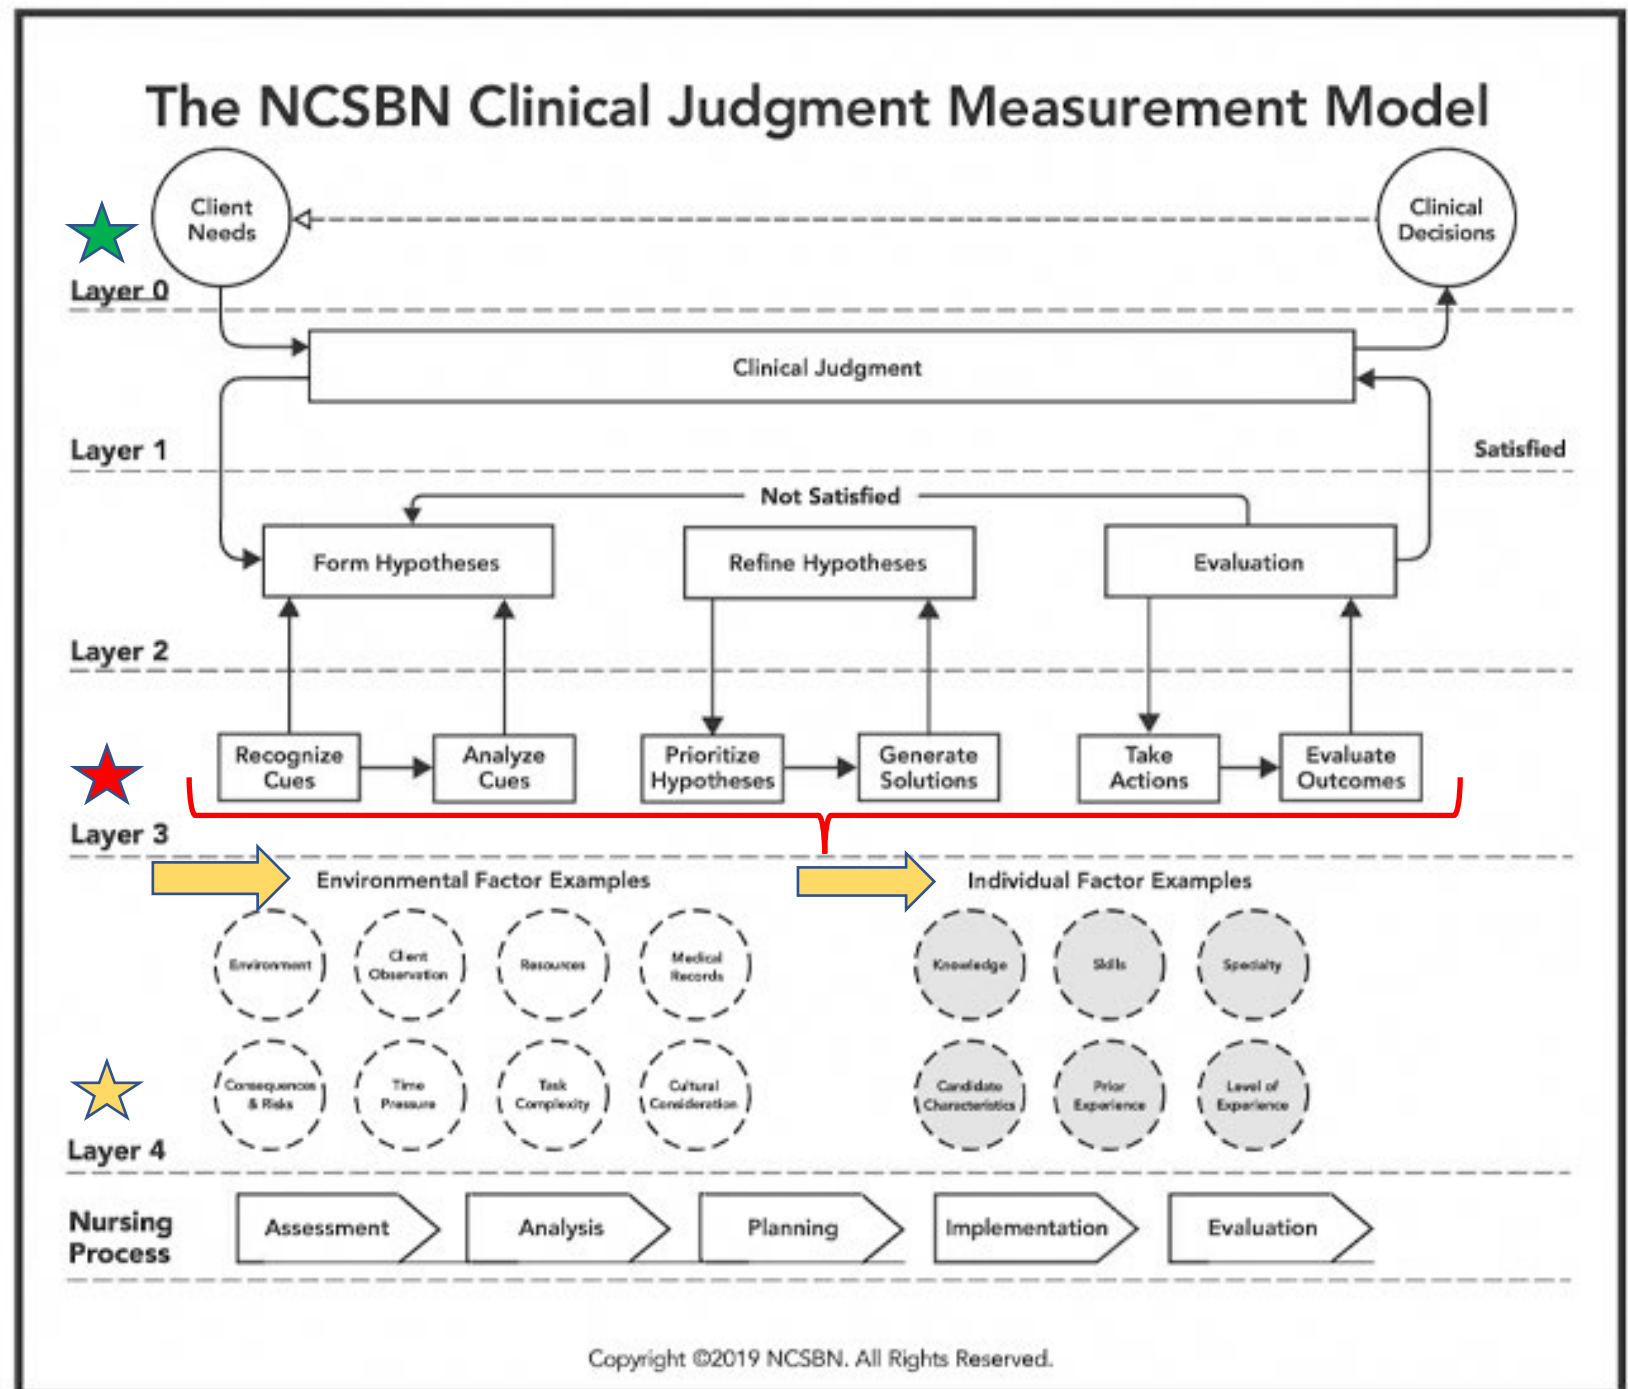 The NCSBN Clinical Judgment Measurement Model
Client
Needs
Clinical
Decisions
Layer 0
Clinical Judgment
Layer 1
Satisfied
Not Satisfied
Form Hypotheses
Refine Hypotheses
Evaluation
Layer 2
Recognize
Cues
Analyze
Cues
Prioritize
Hypotheses
Generate
Solutions
Take
Actions
Evaluate
Outcomes
Layer 3
Environmental Factor Examples
Individual Factor Examples
Environment
Client
Observation
Resources
Medical
Records
Knowledge
Skills
Specialty
Consequences
& Risks
Time
Pressure
Task
Complexity
Cultural
Consideration
Candidate
Characteristics
Prior
Experience
Level of
Experience
Layer 4
Nursing
Process
Assessment
Analysis
Planning
Implementation
Evaluation
Copyright ©2019 NCSBN. All Rights Reserved.